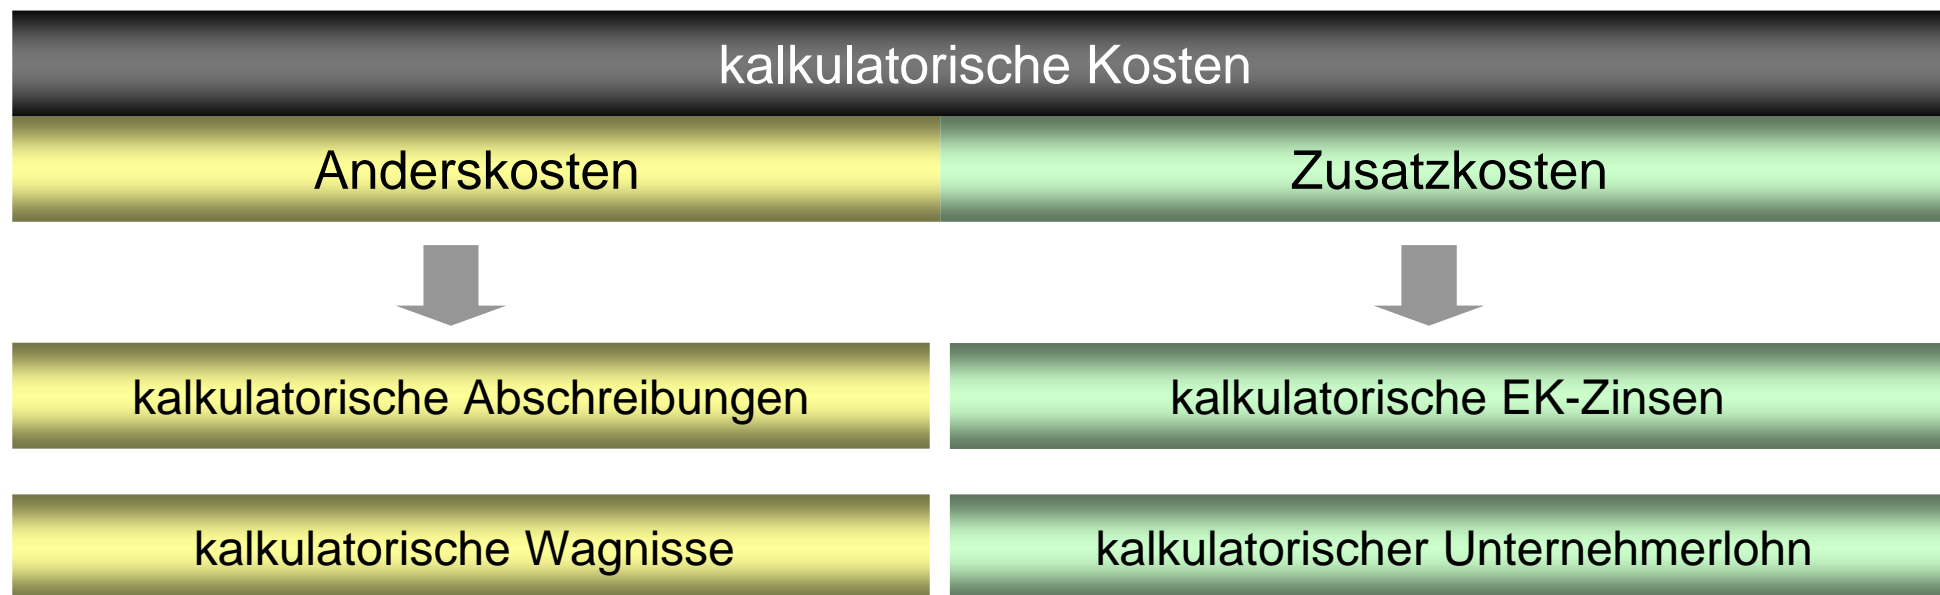 kalkulatorische Kosten
Anderskosten
Zusatzkosten
kalkulatorische Abschreibungen
kalkulatorische EK-Zinsen
kalkulatorische Wagnisse
kalkulatorischer Unternehmerlohn